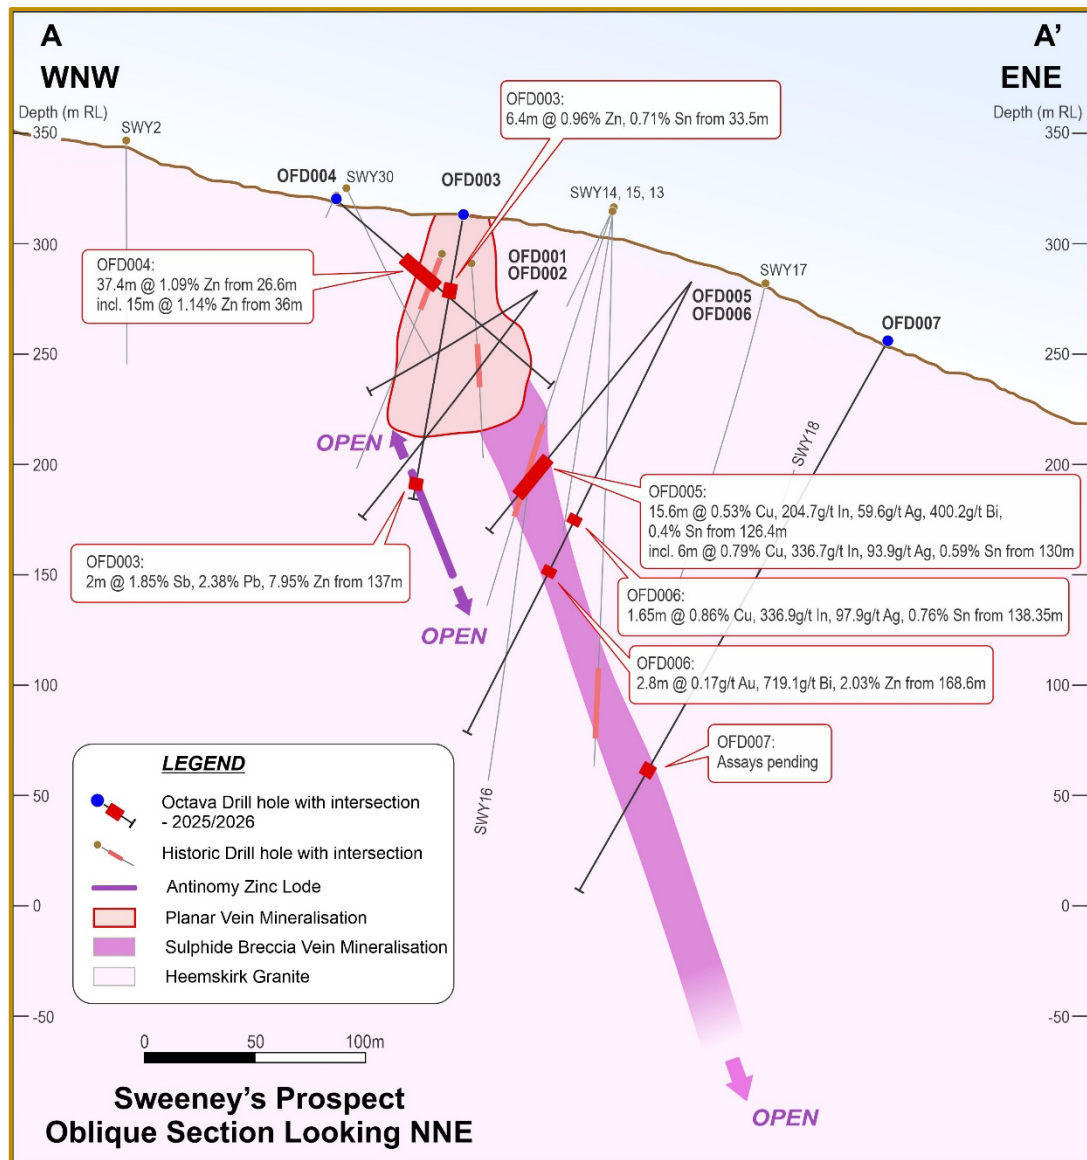 A
WNW
A'
ENE
Depth (m RL)
Depth (m RL)
350
300
250
200
150
100
50
0
-50
350
300
250
200
150
100
50
0
-50
SWY2
OFD004
SWY30
OFD003
SWY14, 15, 13
OFD001
OFD002
SWY17
OFD005
OFD006
OFD007
SWY18
SWY16
OFD003:
6.4m @ 0.96% Zn, 0.71% Sn from 33.5m
OFD004:
37.4m @ 1.09% Zn from 26.6m
incl. 15m @ 1.14% Zn from 36m
OPEN
OFD003:
2m @ 1.85% Sb, 2.38% Pb, 7.95% Zn from 137m
OPEN
OFD005:
15.6m @ 0.53% Cu, 204.7g/t In, 59.6g/t Ag, 400.2g/t Bi,
0.4% Sn from 126.4m
incl. 6m @ 0.79% Cu, 336.7g/t In, 93.9g/t Ag, 0.59% Sn from 130m
OFD006:
1.65m @ 0.86% Cu, 336.9g/t In, 97.9g/t Ag, 0.76% Sn from 138.35m
OFD006:
2.8m @ 0.17g/t Au, 719.1g/t Bi, 2.03% Zn from 168.6m
OFD007:
Assays pending
OPEN
LEGEND
Octava Drill hole with intersection
- 2025/2026
Historic Drill hole with intersection
Antinomy Zinc Lode
Planar Vein Mineralisation
Sulphide Breccia Vein Mineralisation
Heemskirk Granite
0 50 100m
Sweeney's Prospect
Oblique Section Looking NNE